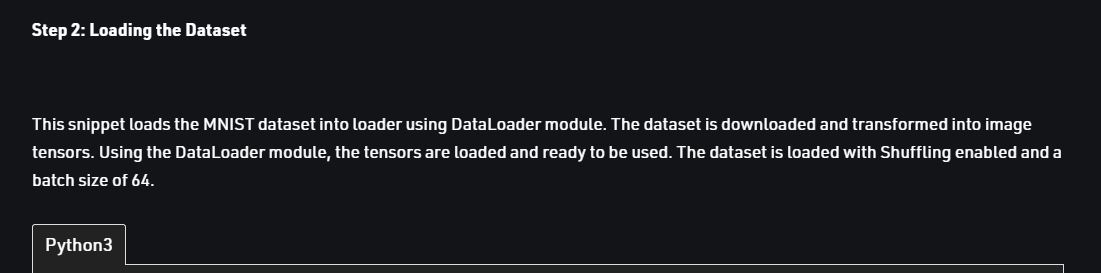 Step 2: Loading the Dataset
This snippet loads the MNIST dataset into loader using DataLoader module. The dataset is downloaded and transformed into image
tensors. Using the DataLoader module, the tensors are loaded and ready to be used. The dataset is loaded with Shuffling enabled and a
batch size of 64.
Python3